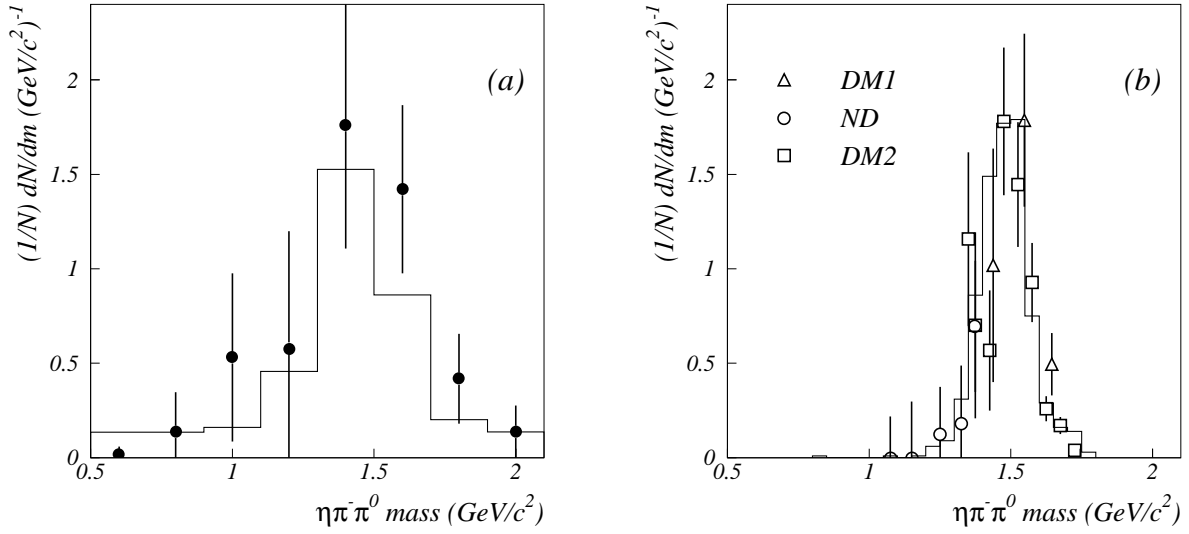 (1/N) dN/dm (GeV/c²)⁻¹
2
1.5
1
0.5
0
0.5
1
1.5
2
(a)
ηπ⁻π⁰ mass (GeV/c²)
(1/N) dN/dm (GeV/c²)⁻¹
2
1.5
1
0.5
0
0.5
1
1.5
2
(b)
DM1
ND
DM2
ηπ⁻π⁰ mass (GeV/c²)